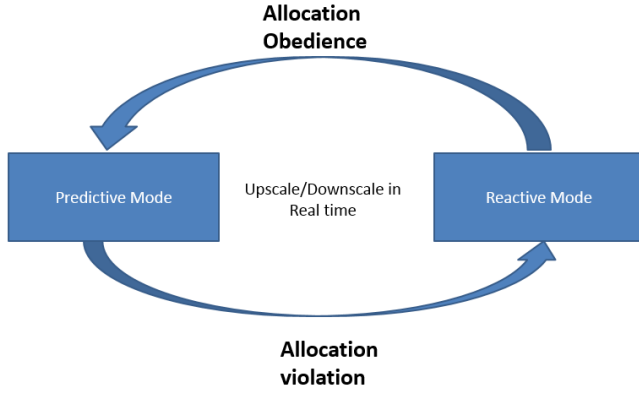 Allocation
Obedience
Predictive Mode
Upscale/Downscale in
Real time
Reactive Mode
Allocation
violation